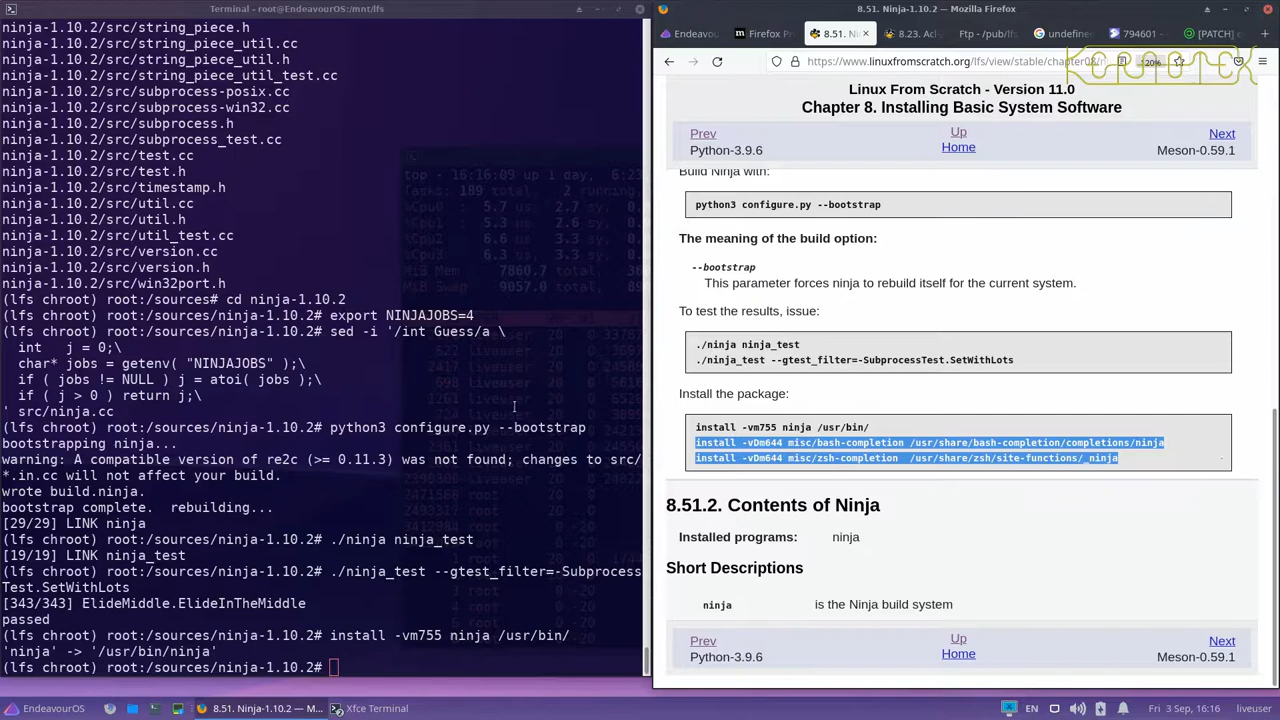 Terminal - root@EndeavourOS:/mnt/lfs
ninja-1.10.2/src/string_piece.h
ninja-1.10.2/src/string_piece_util.cc
ninja-1.10.2/src/string_piece_util.h
ninja-1.10.2/src/string_piece_util_test.cc
ninja-1.10.2/src/subprocess-posix.cc
ninja-1.10.2/src/subprocess-win32.cc
ninja-1.10.2/src/subprocess.h
ninja-1.10.2/src/subprocess_test.cc
ninja-1.10.2/src/test.cc
ninja-1.10.2/src/test.h
ninja-1.10.2/src/timestamp.h
ninja-1.10.2/src/util.cc
ninja-1.10.2/src/util.h
ninja-1.10.2/src/util_test.cc
ninja-1.10.2/src/version.cc
ninja-1.10.2/src/version.h
ninja-1.10.2/src/win32port.h
(lfs chroot) root:/sources# cd ninja-1.10.2
(lfs chroot) root:/sources/ninja-1.10.2# export NINJAJOBS=4
(lfs chroot) root:/sources/ninja-1.10.2# sed -i '/int Guess/a \
int   j = 0;\
char* jobs = getenv( "NINJAJOBS" );\
if ( jobs != NULL ) j = atoi( jobs );\
if ( j > 0 ) return j;\
' src/ninja.cc
(lfs chroot) root:/sources/ninja-1.10.2# python3 configure.py --bootstrap
bootstrapping ninja...
warning: A compatible version of re2c (>= 0.11.3) was not found; changes to src/
*.in.cc will not affect your build.
wrote build.ninja.
bootstrap complete.  rebuilding...
[29/29] LINK ninja
(lfs chroot) root:/sources/ninja-1.10.2# ./ninja ninja_test
[19/19] LINK ninja_test
(lfs chroot) root:/sources/ninja-1.10.2# ./ninja_test --gtest_filter=-Subprocess
Test.SetWithLots
[343/343] ElideMiddle.ElideInTheMiddle
passed
(lfs chroot) root:/sources/ninja-1.10.2# install -vm755 ninja /usr/bin/
'ninja' -> '/usr/bin/ninja'
(lfs chroot) root:/sources/ninja-1.10.2#
8.51. Ninja-1.10.2 — Mozilla Firefox
Endeavou
Firefox Pr
8.51. Ni
8.23. Ac
Ftp - /pub/lfs
undefine
794601 -
[PATCH]
https://www.linuxfromscratch.org/lfs/view/stable/chapter08/
120%
Linux From Scratch - Version 11.0
Chapter 8. Installing Basic System Software
Prev
Up
Next
Python-3.9.6
Home
Meson-0.59.1
Build Ninja with:
python3 configure.py --bootstrap
The meaning of the build option:
--bootstrap
This parameter forces ninja to rebuild itself for the current system.
To test the results, issue:
./ninja ninja_test
./ninja_test --gtest_filter=-SubprocessTest.SetWithLots
Install the package:
install -vm755 ninja /usr/bin/
install -vDm644 misc/bash-completion /usr/share/bash-completion/completions/ninja
install -vDm644 misc/zsh-completion  /usr/share/zsh/site-functions/_ninja
8.51.2. Contents of Ninja
Installed programs:
ninja
Short Descriptions
ninja
is the Ninja build system
Prev
Up
Next
Python-3.9.6
Home
Meson-0.59.1
EndeavourOS
8.51. Ninja-1.10.2 — M...
Xfce Terminal
EN
Fri 3 Sep, 16:16
liveuser